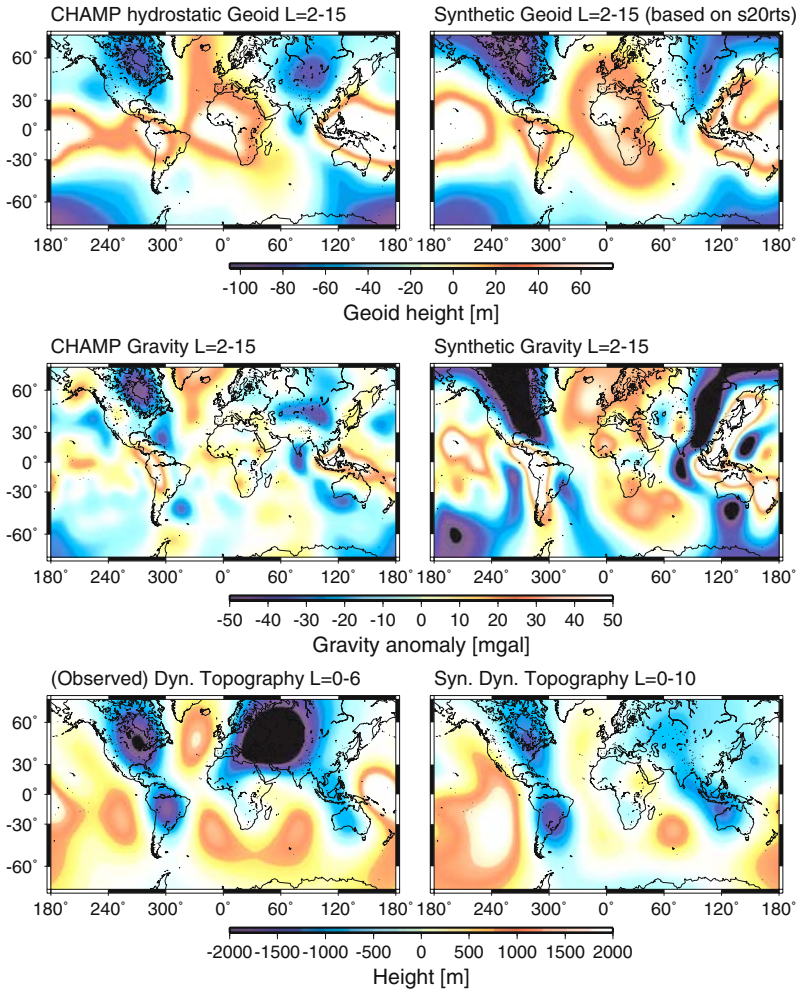 CHAMP hydrostatic Geoid L=2-15
Synthetic Geoid L=2-15 (based on s20rts)
60˚
30
0
-30
-60˚
180˚ 240˚ 300˚ 0˚ 60˚ 120˚ 180˚
180˚ 240˚ 300˚ 0˚ 60˚ 120˚ 180˚
-100 -80 -60 -40 -20 0 20 40 60
Geoid height [m]
CHAMP Gravity L=2-15
Synthetic Gravity L=2-15
60˚
30˚
0˚
-30˚
-60˚
180˚ 240˚ 300˚ 0˚ 60˚ 120˚ 180˚
180˚ 240˚ 300˚ 0˚ 60˚ 120˚ 180˚
-50 -40 -30 -20 -10 0 10 20 30 40 50
Gravity anomaly [mgal]
(Observed) Dyn. Topography L=0-6
Syn. Dyn. Topography L=0-10
60˚
30˚
0˚
-30˚
-60˚
180˚ 240˚ 300˚ 0˚ 60˚ 120˚ 180˚
180˚ 240˚ 300˚ 0˚ 60˚ 120˚ 180˚
-2000 -1500 -1000 -500 0 500 1000 1500 2000
Height [m]